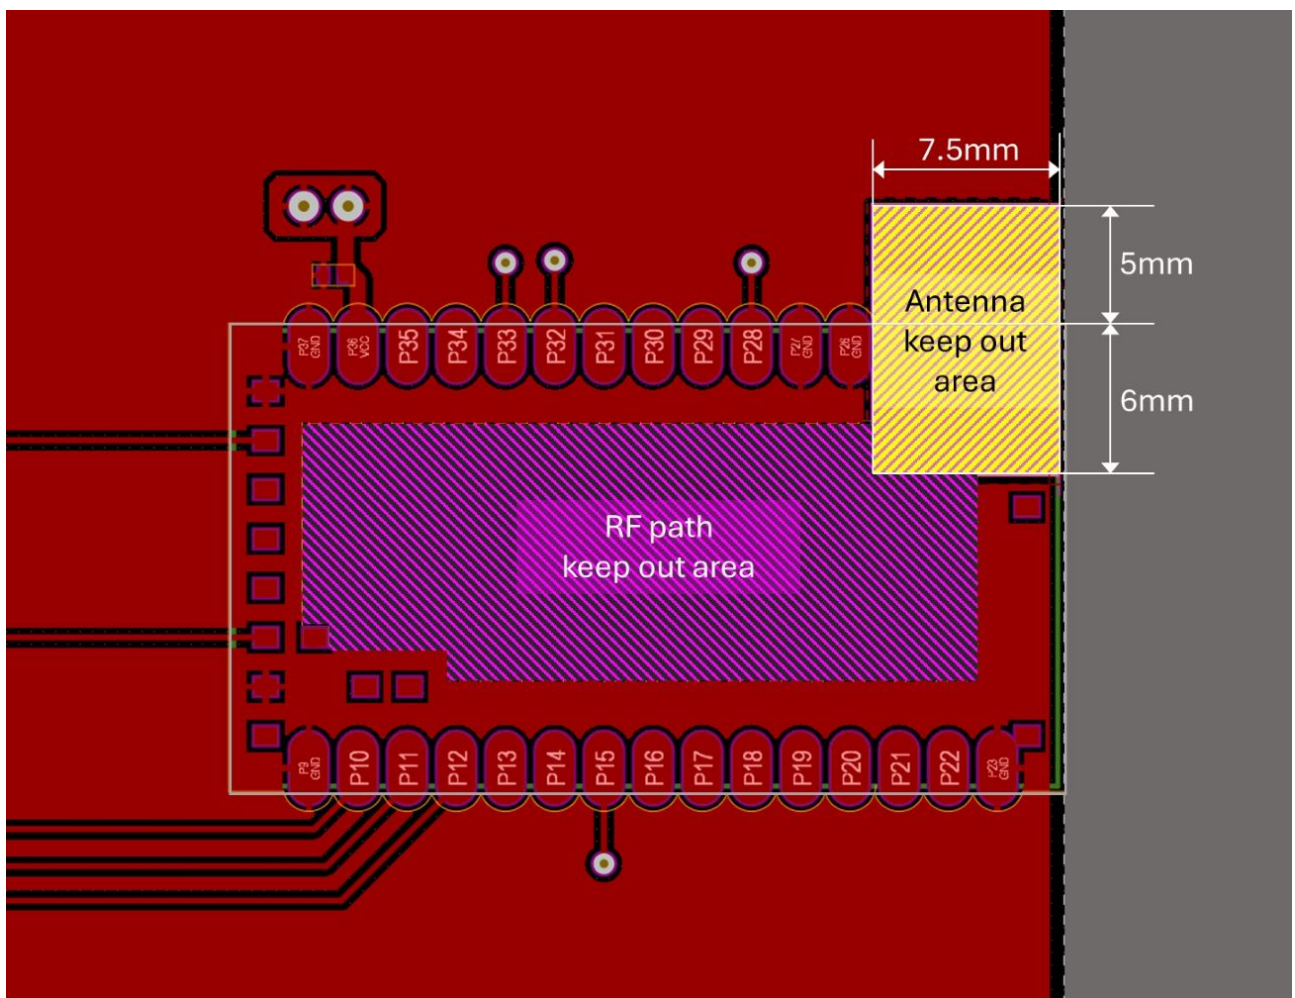 7.5mm
5mm
6mm
Antenna
keep out
area
P37
GND
P36
VCC
P35
P34
P33
P32
P31
P30
P29
P28
P27
GND
P26
GND
RF path
keep out area
P9
GND
P10
P11
P12
P13
P14
P15
P16
P17
P18
P19
P20
P21
P22
P23
GND